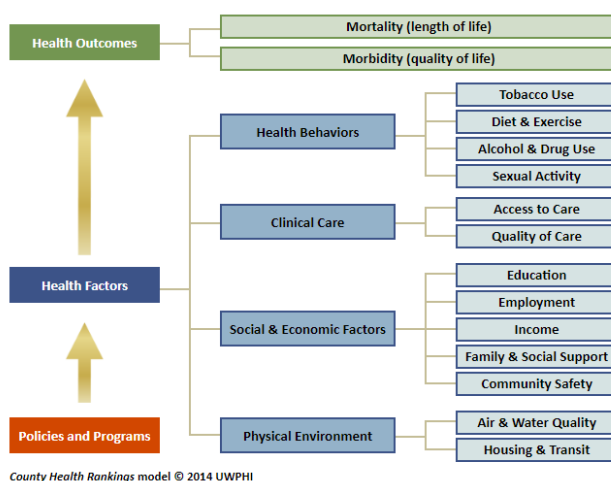 Health Outcomes
Mortality (length of life)
Morbidity (quality of life)
Health Factors
Health Behaviors
Tobacco Use
Diet & Exercise
Alcohol & Drug Use
Sexual Activity
Clinical Care
Access to Care
Quality of Care
Social & Economic Factors
Education
Employment
Income
Family & Social Support
Community Safety
Physical Environment
Air & Water Quality
Housing & Transit
Policies and Programs
County Health Rankings model © 2014 UWPHI